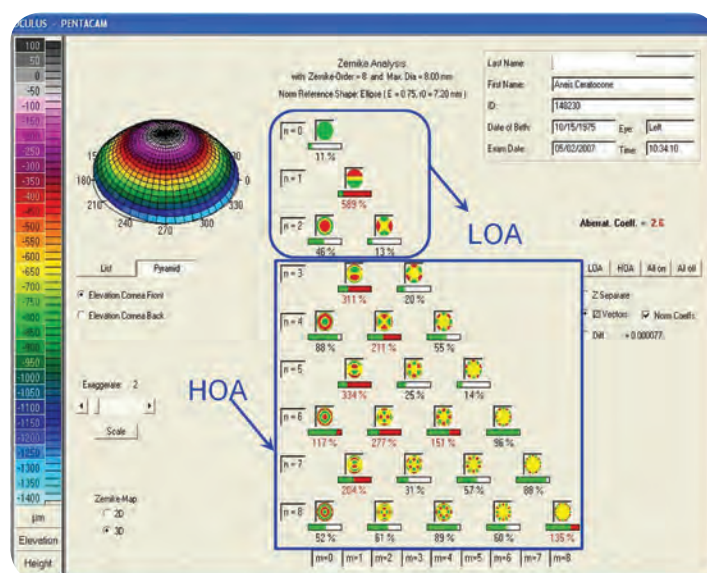 OCULUS - PENTACAM
Zernike Analysis
with Zernike-Order = 8 and Max. Dia = 8.00 mm
Norm Reference Shape: Ellipse ( E = 0.75, r0 = 7.20 mm )
Last Name:
First Name: Aneis Ceratocone
ID: 148230
Date of Birth: 10/15/1975 Eye: Left
Exam Date: 05/02/2007 Time: 10:34:10
100
50
0
-50
-100
-150
-200
-250
-300
-350
-400
-450
-500
-550
-600
-650
-700
-750
-800
-850
-900
-950
-1000
-1050
-1100
-1150
-1200
-1250
-1300
-1350
-1400
µm
Elevation
Height
180 0
210 330
240 270 300
List Pyramid
Elevation Cornea Front
Elevation Cornea Back
Exaggerate: 2
Scale
Zernike-Map
2D
3D
n = 0
11 %
n = 1
589 %
n = 2
46 % 13 %
LOA
Aberrat. Coeff. = 2.6
LOA HOA All on All off
Z Separate
Vectors Norm Coeffs.
Diff +0.000077
HOA
n = 3
311 % 20 %
n = 4
88 % 211 % 55 %
n = 5
334 % 25 % 14 %
n = 6
117 % 277 % 151 % 96 %
n = 7
204 % 31 % 57 % 88 %
n = 8
52 % 61 % 89 % 60 % 135 %
m=0 m=1 m=2 m=3 m=4 m=5 m=6 m=7 m=8